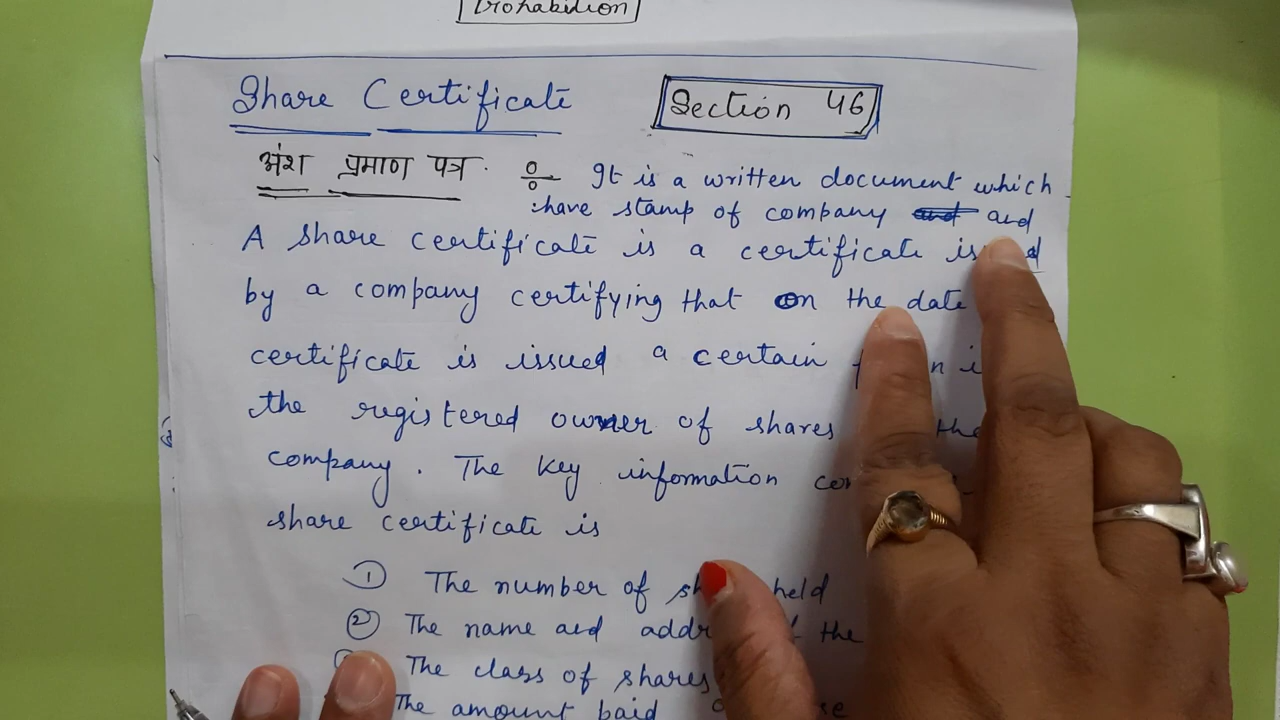 Prohabition
Share Certificate Section 46
अंश प्रमाण पत्र ÷ It is a written document which
have stamp of company and
A share certificate is a certificate
by a company certifying that on the date
certificate is issued a certain
the registered owner of shares the
company. The key information
share certificate is
① The number of held
② The name and the
The class of shares
The amount paid